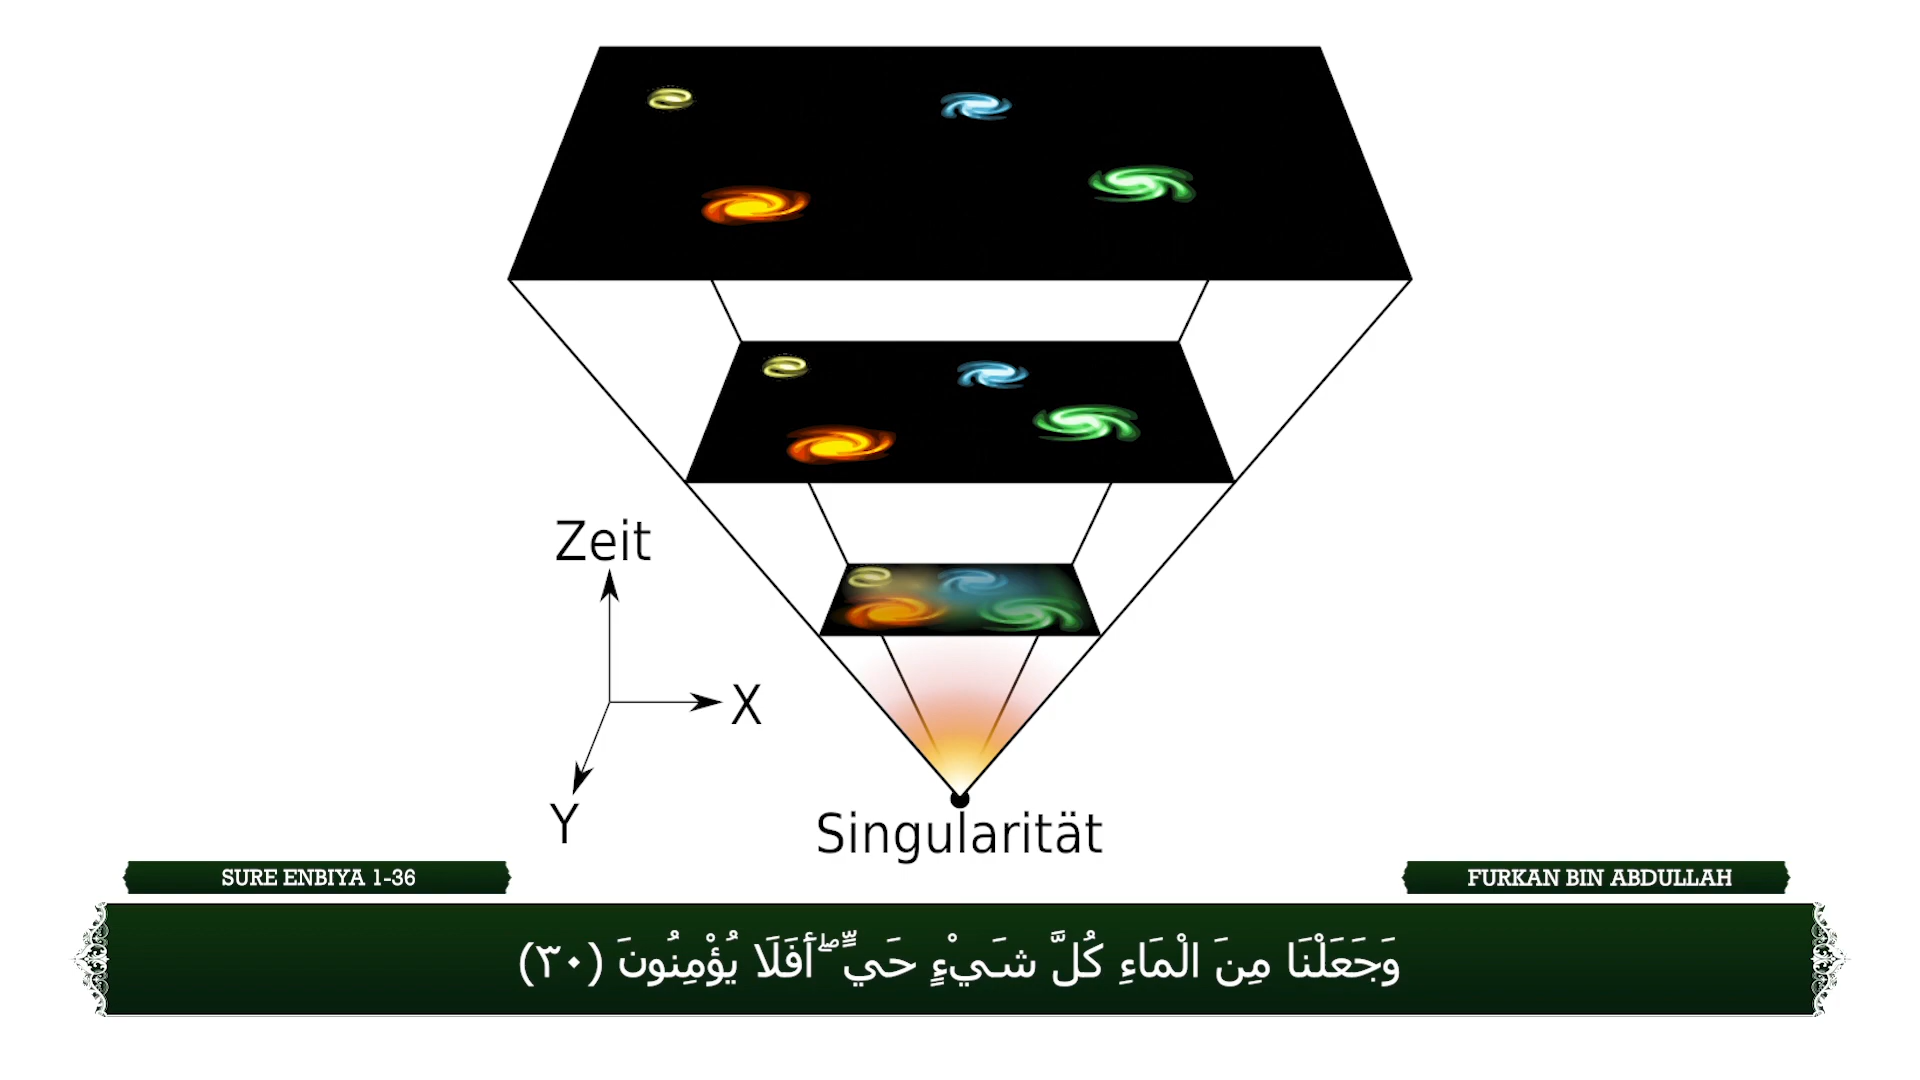 Zeit
X
Y
Singularität
SURE ENBIYA 1-36
FURKAN BIN ABDULLAH
وَجَعَلْنَا مِنَ الْمَاءِ كُلَّ شَيْءٍ حَيٍّ ۖ أَفَلَا يُؤْمِنُونَ (٣٠)